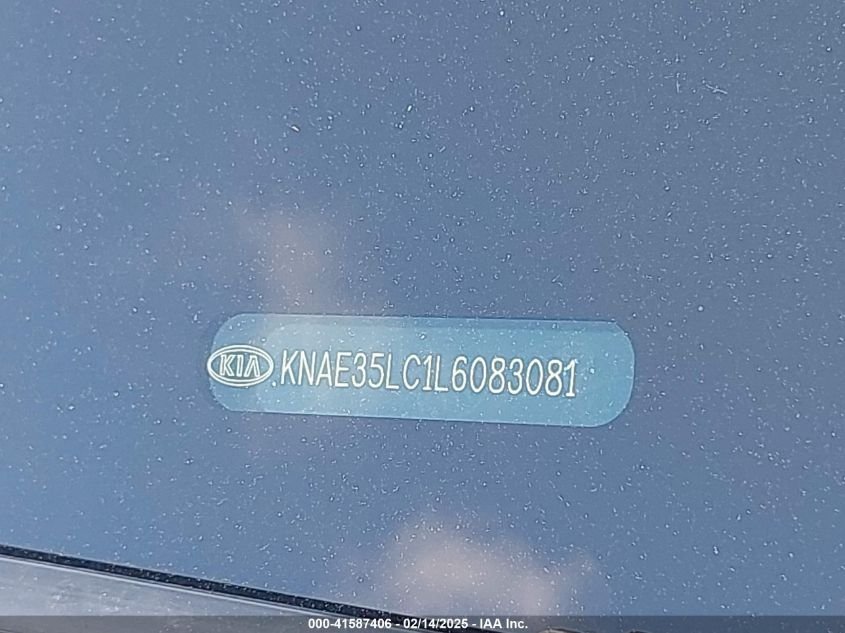 KIA .KNAE35LC1L6083081
000-41587406 - 02/14/2025 - IAA Inc.